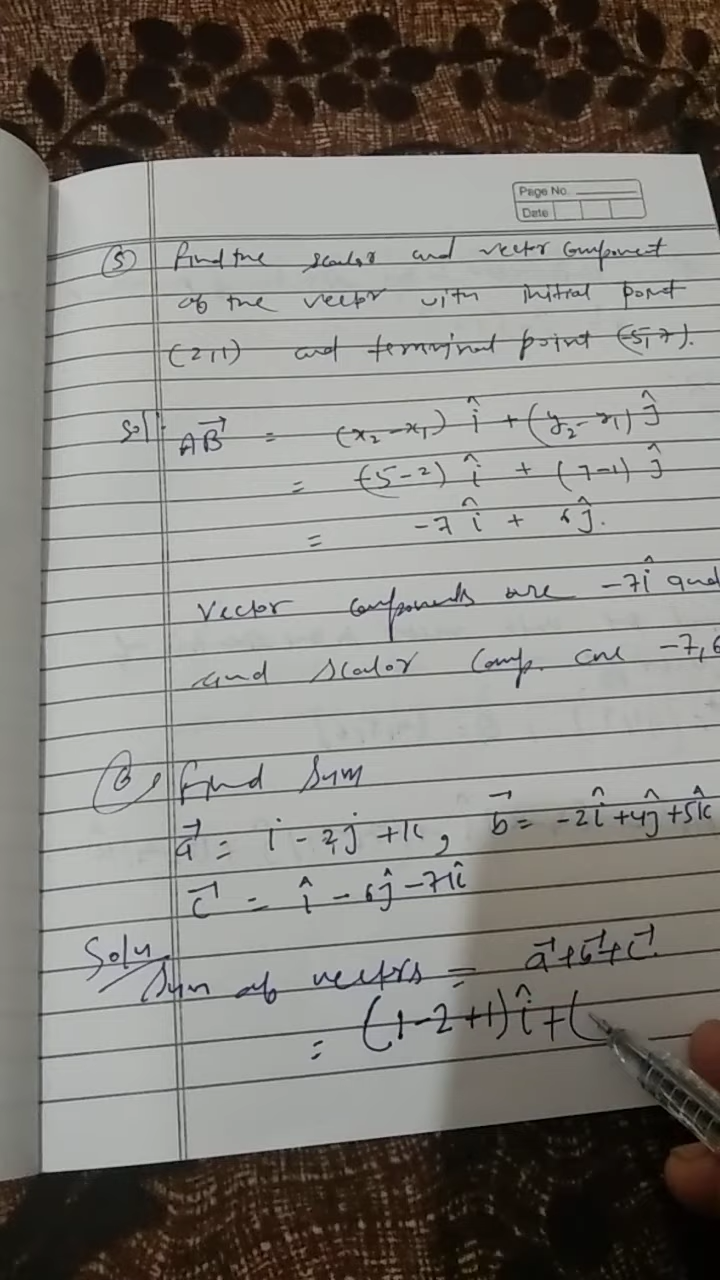 Page No.
Date
(5) Find the scalar and vector component
of the vector with initial point
(2,1) and terminal point (-5,7).
Sol AB⃗ = (x₂-x₁) î + (y₂-y₁) ĵ
= (-5-2) î + (7-1) ĵ
= -7 î + 6ĵ.
Vector components are -7î and
and scalar comp. are -7,6
(6) Find Sum
a⃗ = i - 2j + k, b⃗ = -2î+4ĵ+5k̂
c⃗ = î - 6ĵ - 7k̂
Soln Sum of vectors = a⃗+b⃗+c⃗
= (1-2+1)î+(